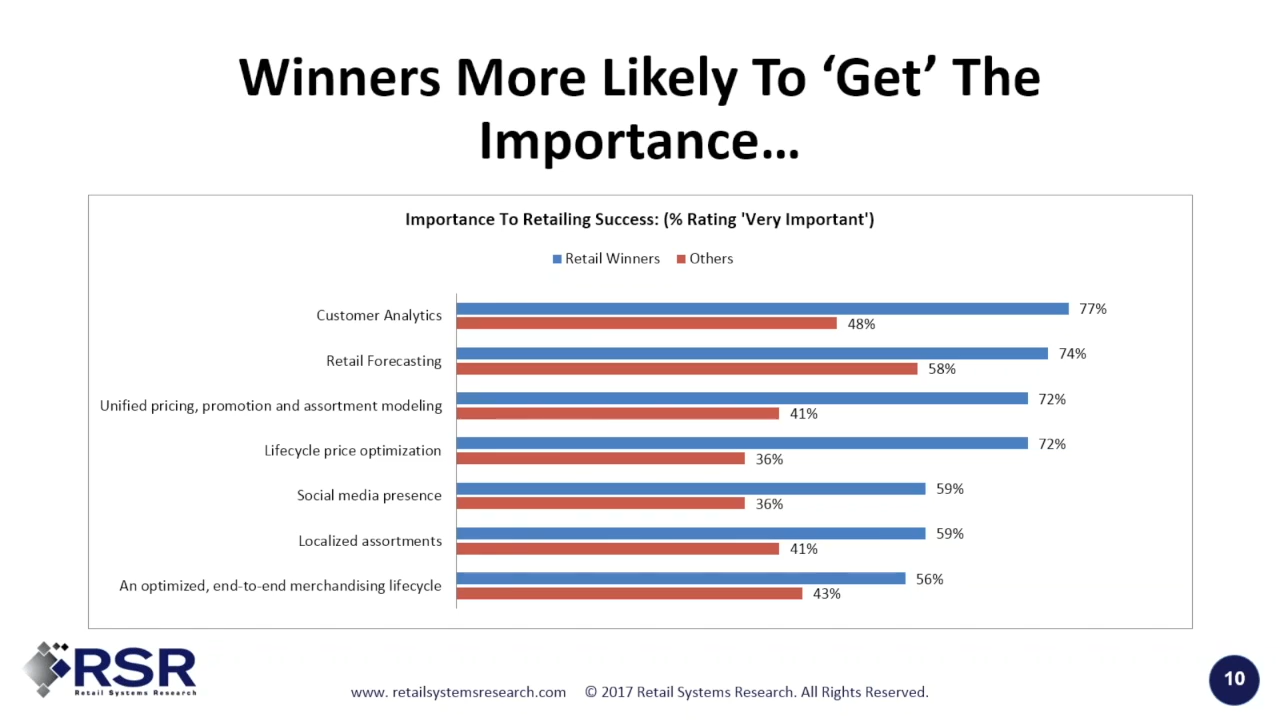 Winners More Likely To ‘Get’ The
Importance…
Importance To Retailing Success: (% Rating 'Very Important')
Retail Winners Others
Customer Analytics 77%
48%
Retail Forecasting 74%
58%
Unified pricing, promotion and assortment modeling 72%
41%
Lifecycle price optimization 72%
36%
Social media presence 59%
36%
Localized assortments 59%
41%
An optimized, end-to-end merchandising lifecycle 56%
43%
RSR
Retail Systems Research
www. retailsystemsresearch.com © 2017 Retail Systems Research. All Rights Reserved.
10